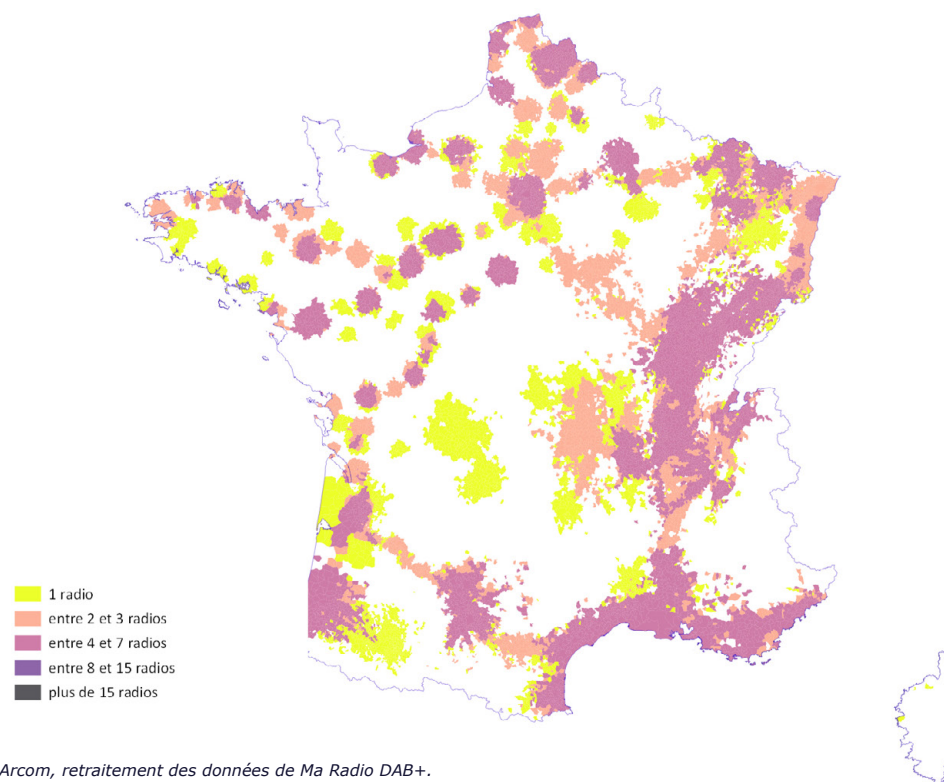 1 radio
entre 2 et 3 radios
entre 4 et 7 radios
entre 8 et 15 radios
plus de 15 radios
Arcom, retraitement des données de Ma Radio DAB+.